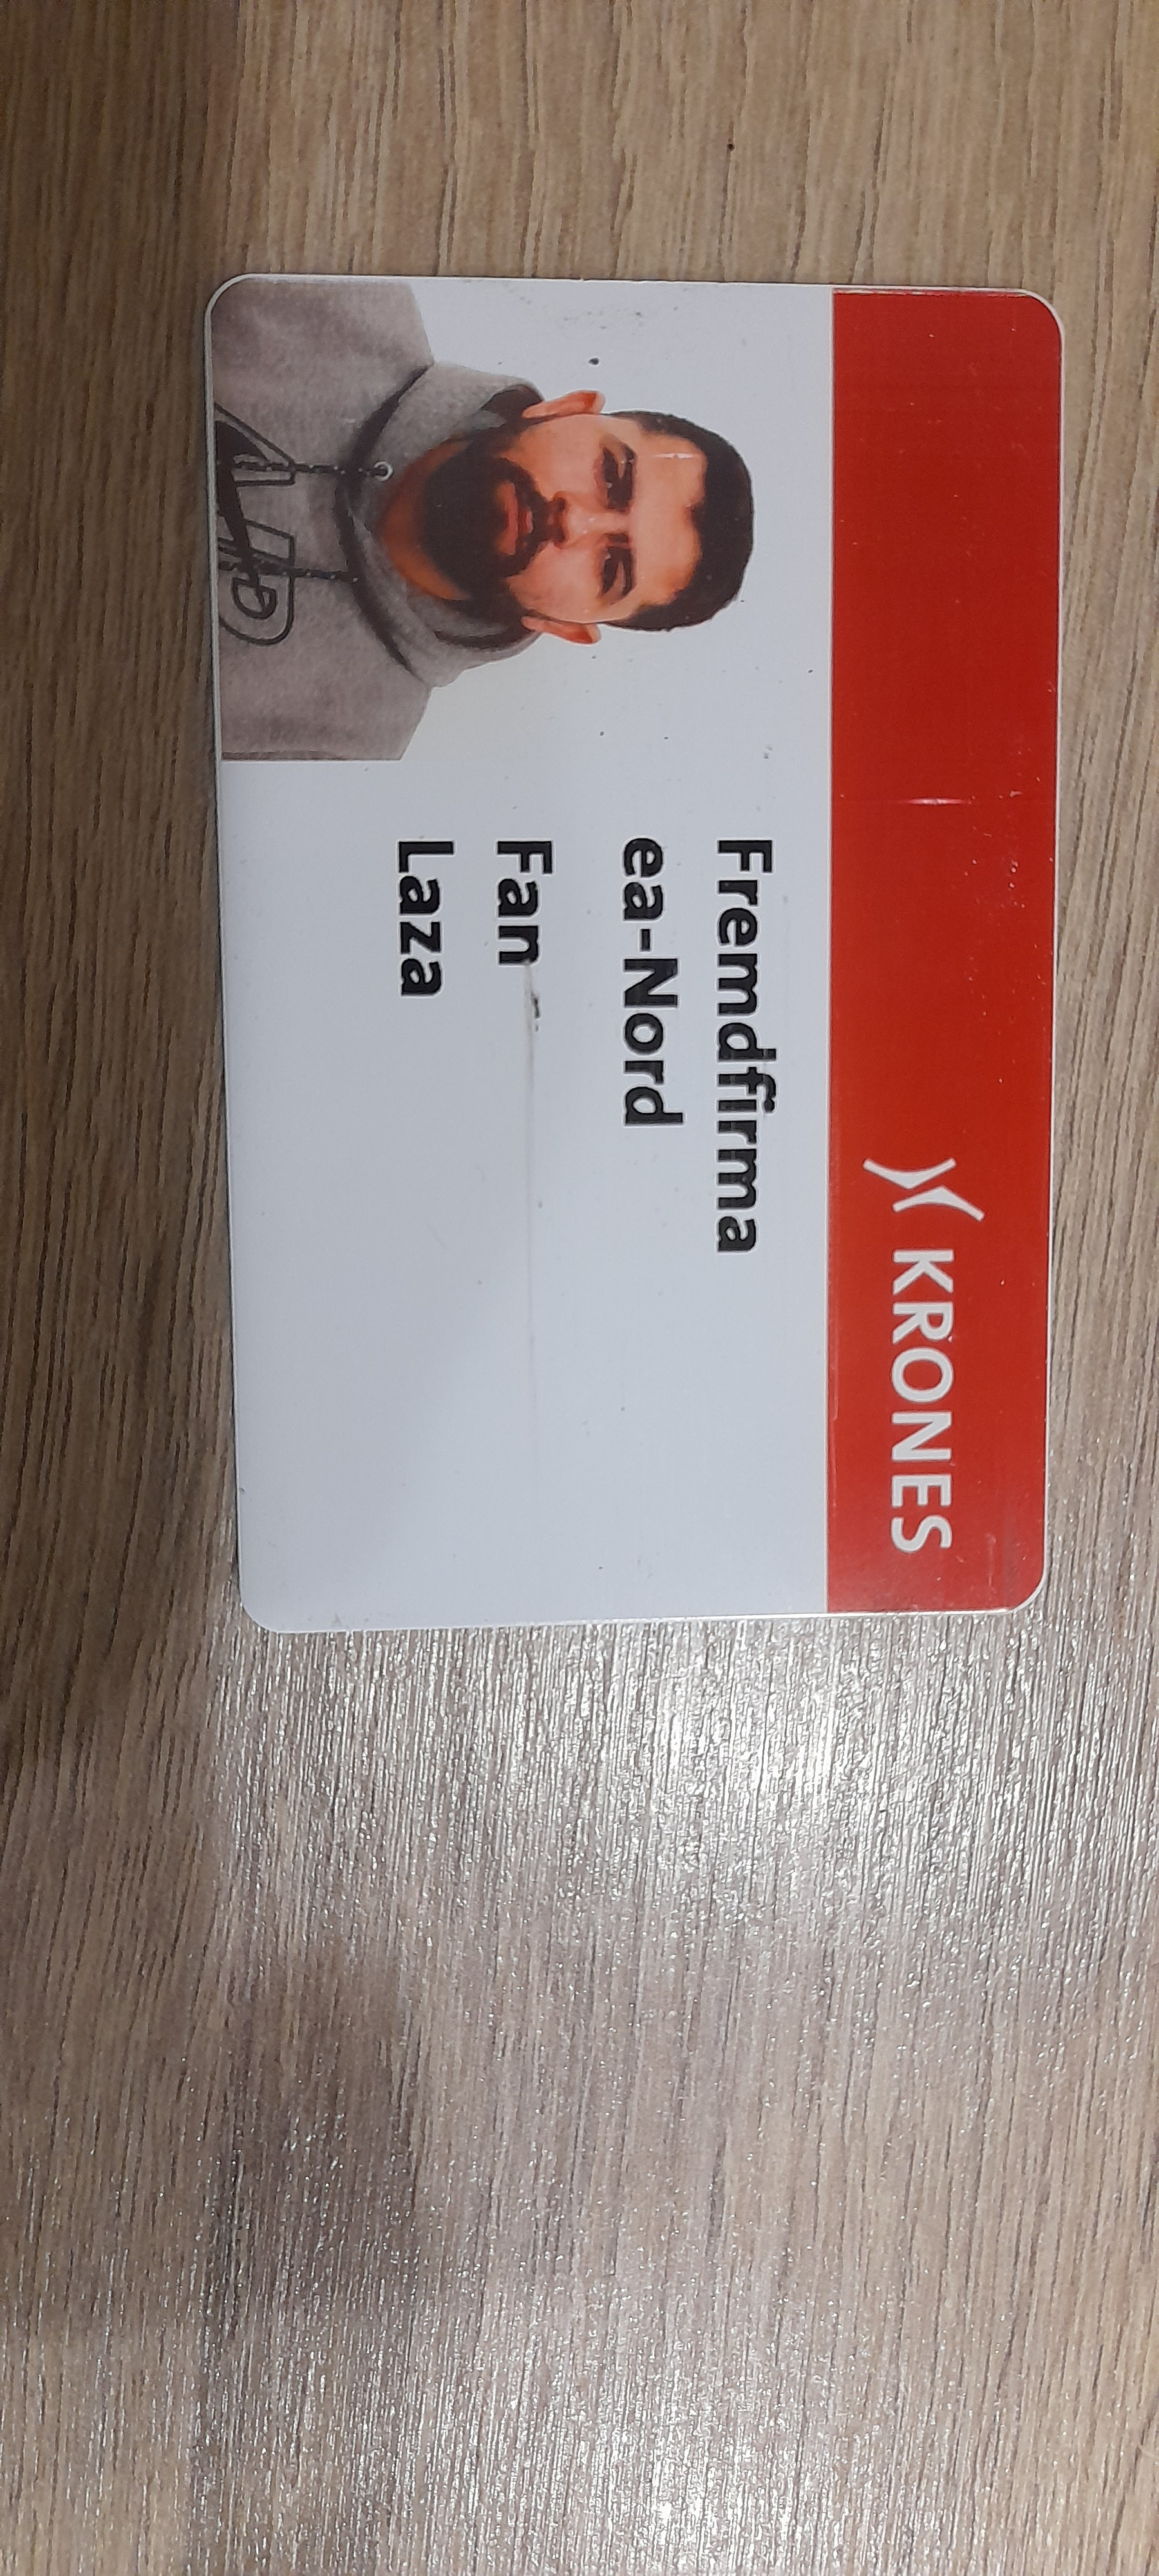 KRONES
Fremdfirma
ea-Nord
Fan
Laza